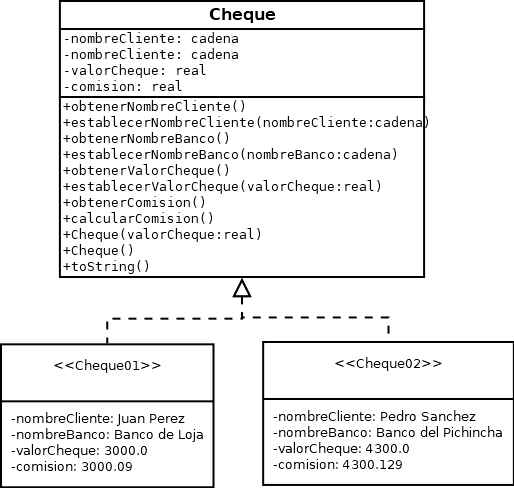 Cheque
-nombreCliente: cadena
-nombreCliente: cadena
-valorCheque: real
-comision: real
+obtenerNombreCliente()
+establecerNombreCliente(nombreCliente:cadena)
+obtenerNombreBanco()
+establecerNombreBanco(nombreBanco:cadena)
+obtenerValorCheque()
+establecerValorCheque(valorCheque:real)
+obtenerComision()
+calcularComision()
+Cheque(valorCheque:real)
+Cheque()
+toString()
<<Cheque01>>
-nombreCliente: Juan Perez
-nombreBanco: Banco de Loja
-valorCheque: 3000.0
-comision: 3000.09
<<Cheque02>>
-nombreCliente: Pedro Sanchez
-nombreBanco: Banco del Pichincha
-valorCheque: 4300.0
-comision: 4300.129